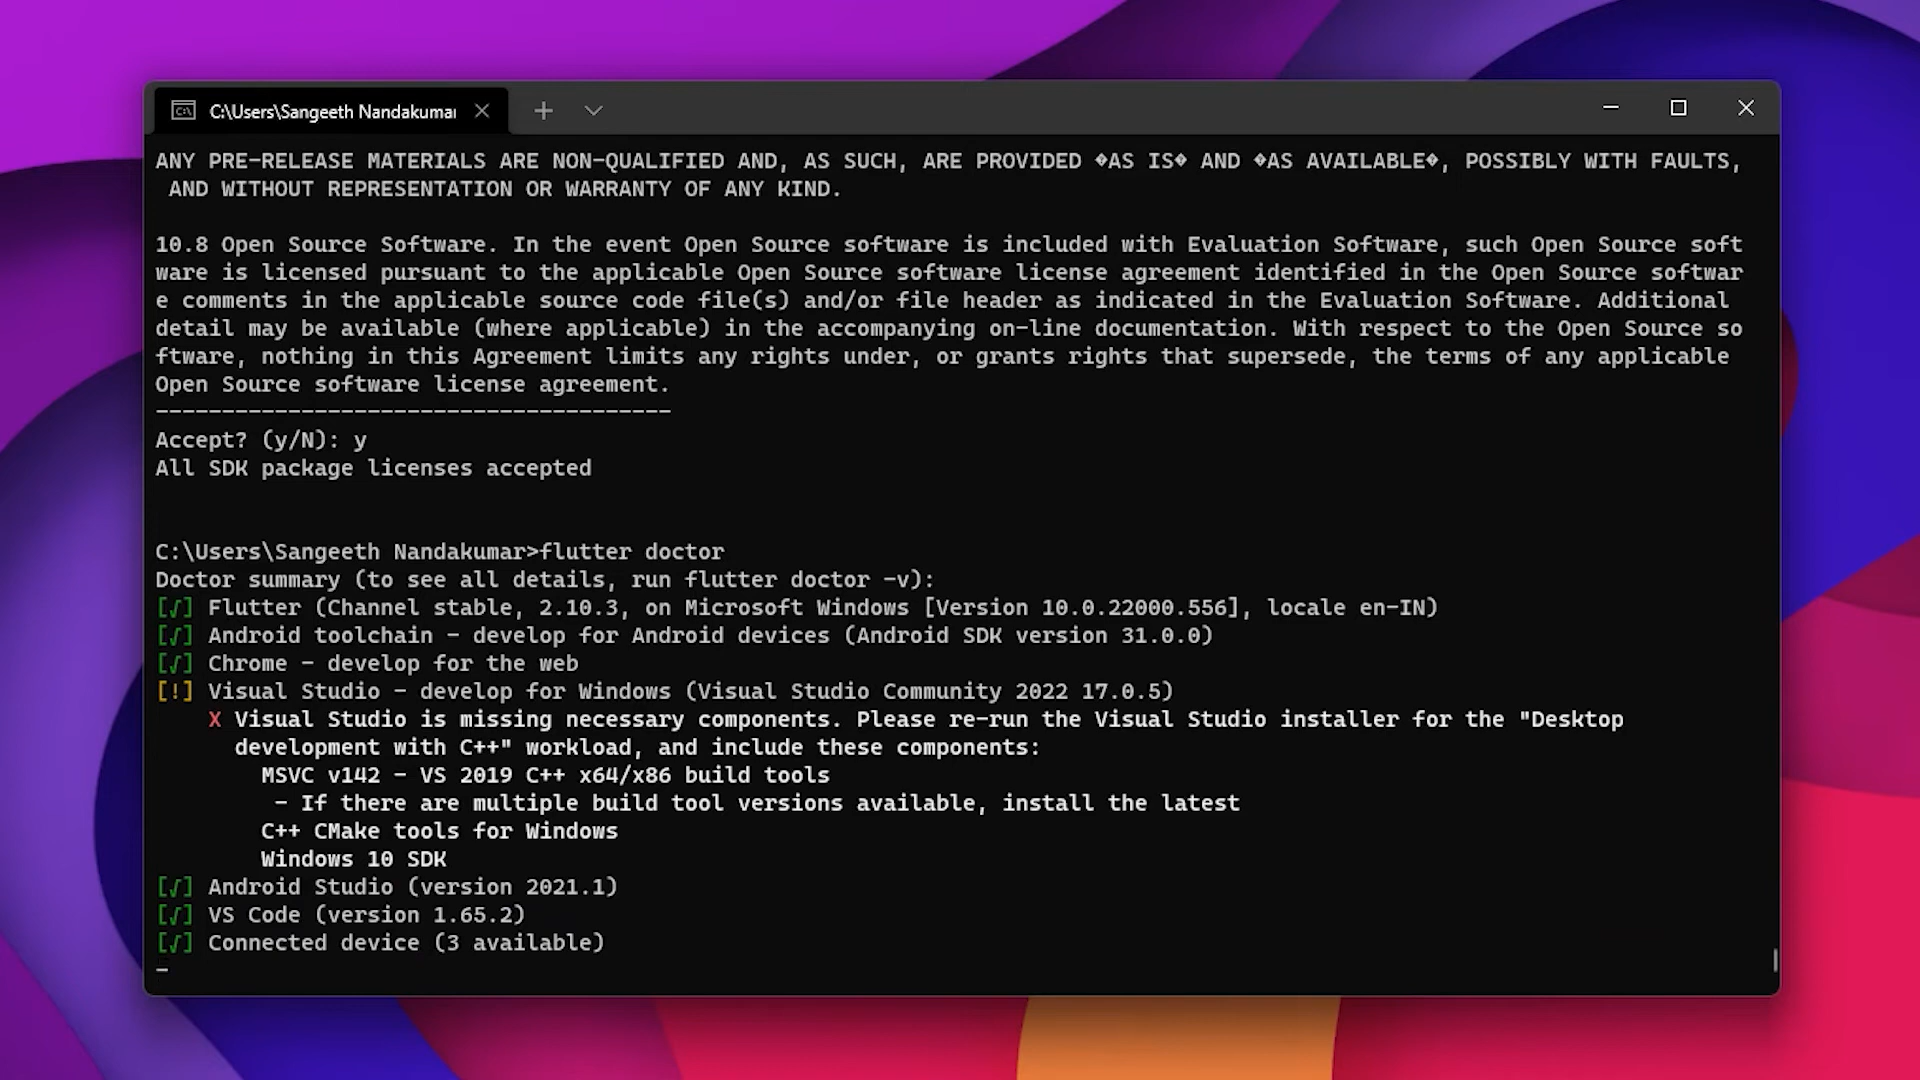 C:\Users\Sangeeth Nandakumar
ANY PRE-RELEASE MATERIALS ARE NON-QUALIFIED AND, AS SUCH, ARE PROVIDED �AS IS� AND �AS AVAILABLE�, POSSIBLY WITH FAULTS,
AND WITHOUT REPRESENTATION OR WARRANTY OF ANY KIND.
10.8 Open Source Software. In the event Open Source software is included with Evaluation Software, such Open Source soft
ware is licensed pursuant to the applicable Open Source software license agreement identified in the Open Source softwar
e comments in the applicable source code file(s) and/or file header as indicated in the Evaluation Software. Additional
detail may be available (where applicable) in the accompanying on-line documentation. With respect to the Open Source so
ftware, nothing in this Agreement limits any rights under, or grants rights that supersede, the terms of any applicable
Open Source software license agreement.
---------------------------------------
Accept? (y/N): y
All SDK package licenses accepted
C:\Users\Sangeeth Nandakumar>flutter doctor
Doctor summary (to see all details, run flutter doctor -v):
[√] Flutter (Channel stable, 2.10.3, on Microsoft Windows [Version 10.0.22000.556], locale en-IN)
[√] Android toolchain - develop for Android devices (Android SDK version 31.0.0)
[√] Chrome - develop for the web
[!] Visual Studio - develop for Windows (Visual Studio Community 2022 17.0.5)
X Visual Studio is missing necessary components. Please re-run the Visual Studio installer for the "Desktop
development with C++" workload, and include these components:
MSVC v142 - VS 2019 C++ x64/x86 build tools
- If there are multiple build tool versions available, install the latest
C++ CMake tools for Windows
Windows 10 SDK
[√] Android Studio (version 2021.1)
[√] VS Code (version 1.65.2)
[√] Connected device (3 available)